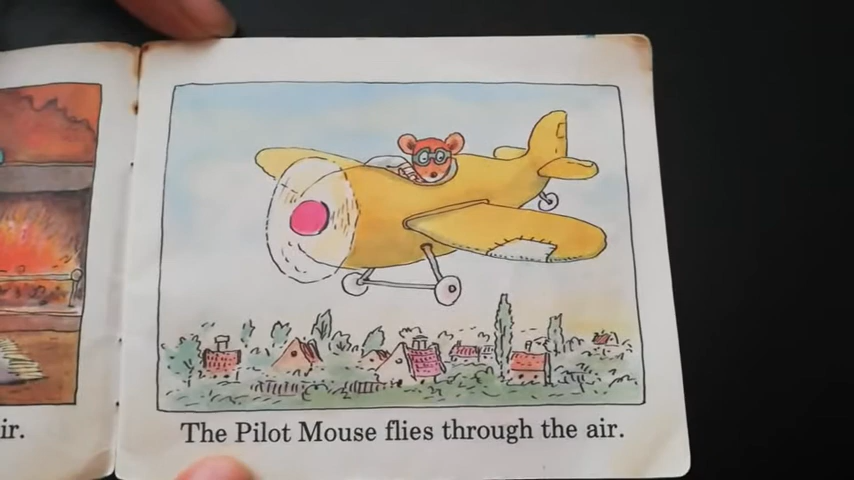 ir.
The Pilot Mouse flies through the air.